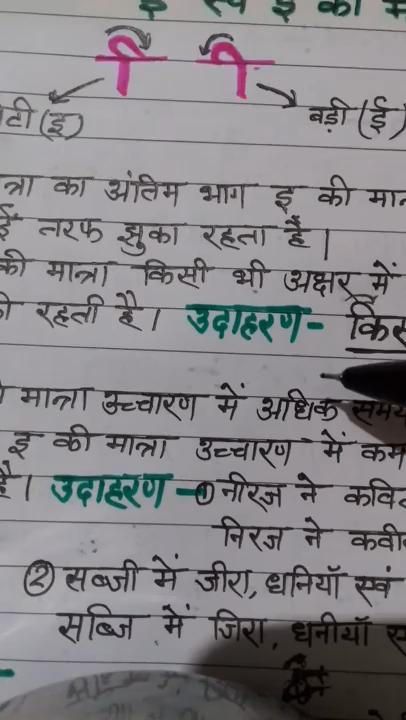 इ एवं ई की म
ि ी
टी (इ) बड़ी (ई)
त्रा का अंतिम भाग इ की मात
ई तरफ झुका रहता है।
की मात्रा किसी भी अक्षर में
रहती है। उदाहरण- किस
मात्रा उच्चारण में अधिक समय
इ की मात्रा उच्चारण में कम
है। उदाहरण - ① नीरज ने कवित
निरज ने कवी
② सब्जी में जीरा, धनियाँ एवं
सब्जि में जिरा, धनीयाँ ए